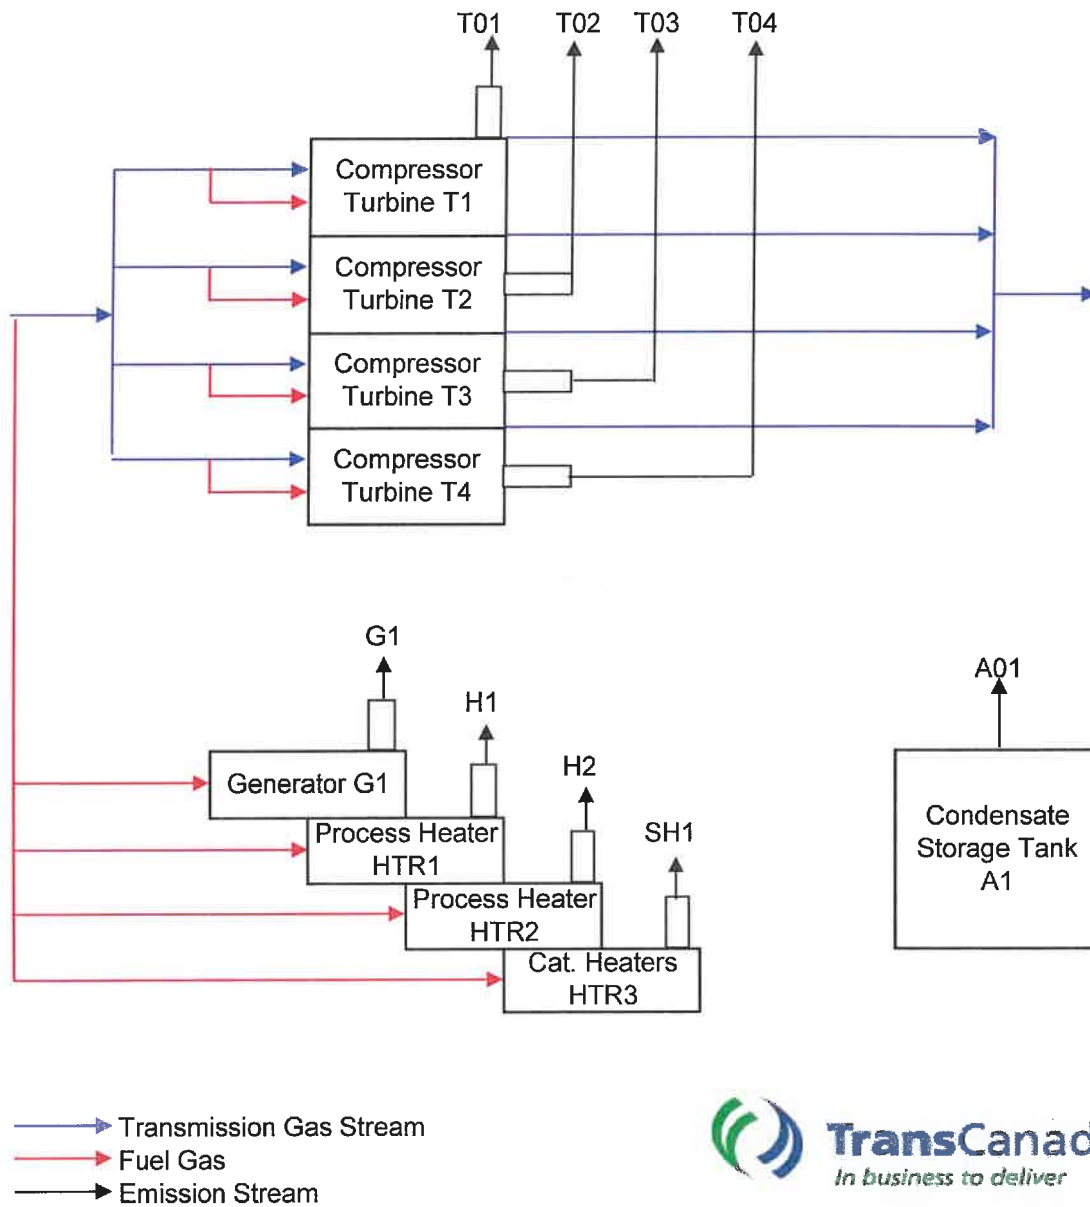 T01
T02
T03
T04
Compressor
Turbine T1
Compressor
Turbine T2
Compressor
Turbine T3
Compressor
Turbine T4
G1
H1
H2
SH1
A01
Generator G1
Process Heater
HTR1
Process Heater
HTR2
Cat. Heaters
HTR3
Condensate
Storage Tank
A1
Transmission Gas Stream
Fuel Gas
Emission Stream
TransCanad
In business to deliver